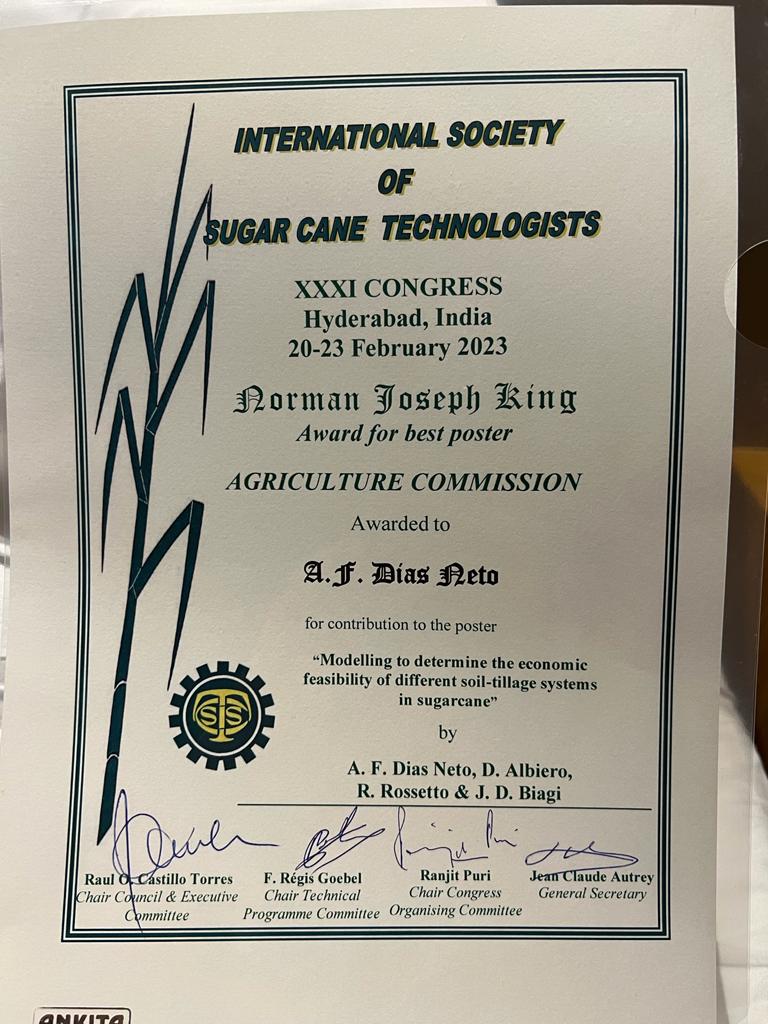 INTERNATIONAL SOCIETY
OF
SUGAR CANE TECHNOLOGISTS
XXXI CONGRESS
Hyderabad, India
20-23 February 2023
Norman Joseph King
Award for best poster
AGRICULTURE COMMISSION
Awarded to
A.F. Dias Neto
for contribution to the poster
“Modelling to determine the economic
feasibility of different soil-tillage systems
in sugarcane”
by
A. F. Dias Neto, D. Albiero,
R. Rossetto & J. D. Biagi
Raul O. Castillo Torres
Chair Council & Executive
Committee
F. Régis Goebel
Chair Technical
Programme Committee
Ranjit Puri
Chair Congress
Organising Committee
Jean Claude Autrey
General Secretary
ANKITA